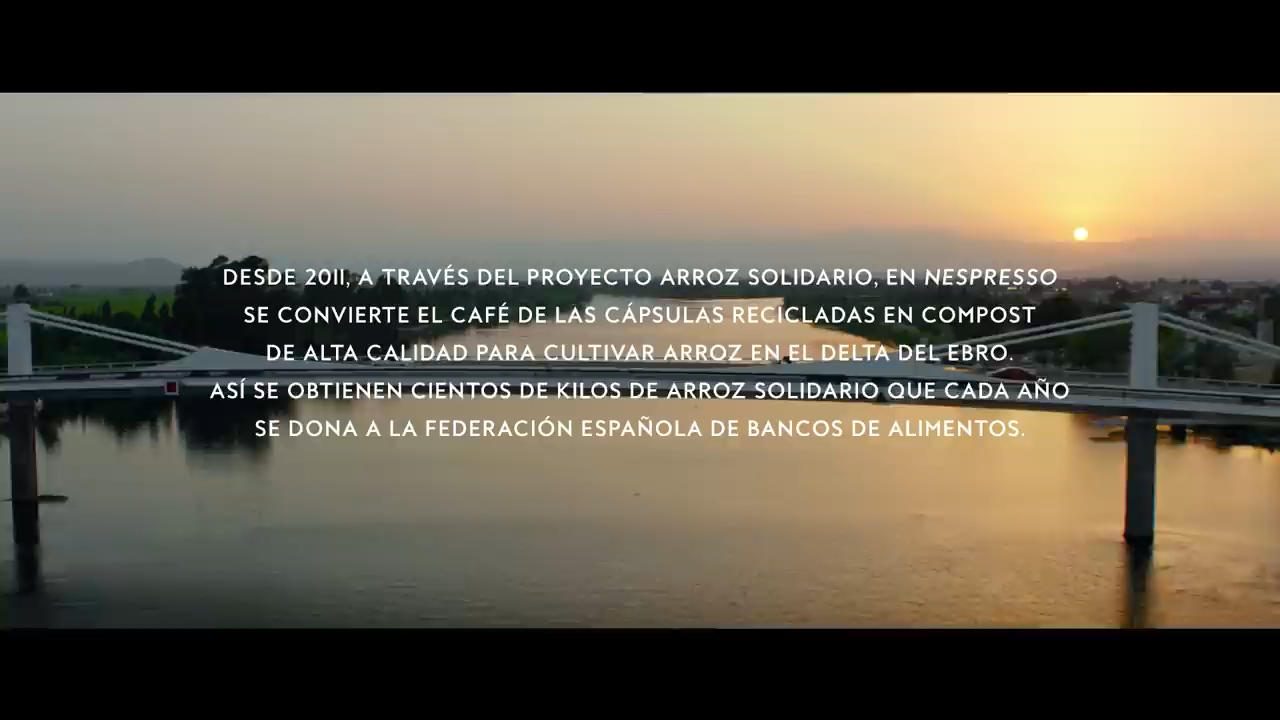 DESDE 2011, A TRAVÉS DEL PROYECTO ARROZ SOLIDARIO, EN NESPRESSO
SE CONVIERTE EL CAFÉ DE LAS CÁPSULAS RECICLADAS EN COMPOST
DE ALTA CALIDAD PARA CULTIVAR ARROZ EN EL DELTA DEL EBRO.
ASÍ SE OBTIENEN CIENTOS DE KILOS DE ARROZ SOLIDARIO QUE CADA AÑO
SE DONA A LA FEDERACIÓN ESPAÑOLA DE BANCOS DE ALIMENTOS.